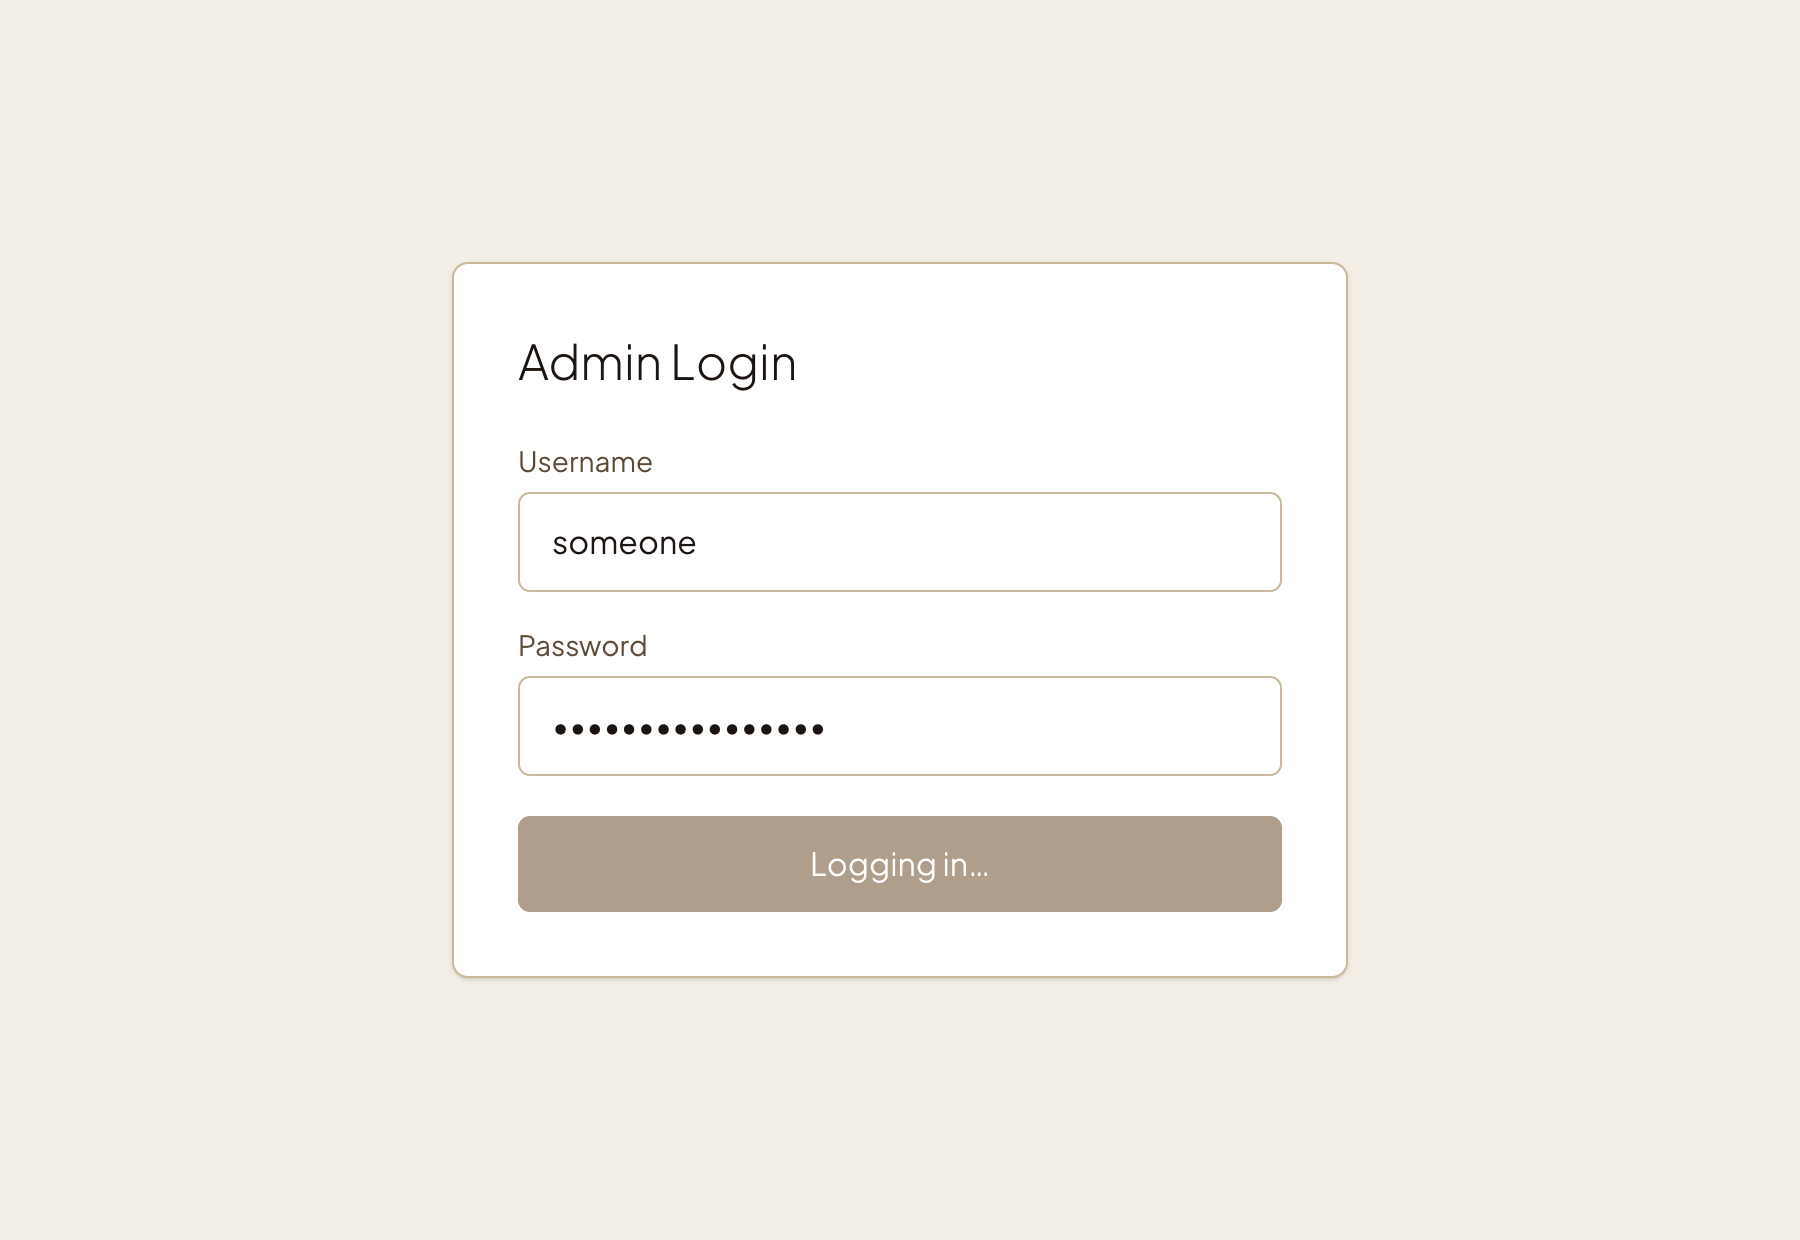 Admin Login
Username
someone
Password
••••••••••••••••
Logging in...